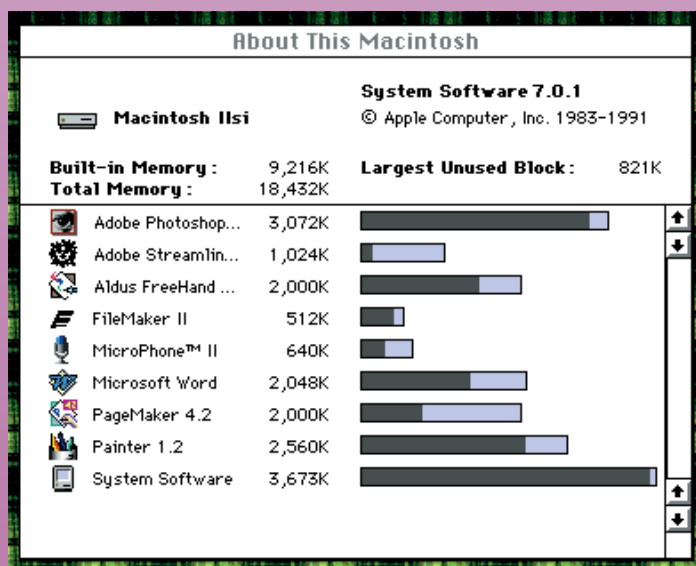 About This Macintosh
System Software 7.0.1
Macintosh IIsi
© Apple Computer, Inc. 1983-1991
Built-in Memory : 9,216K Largest Unused Block : 821K
Total Memory : 18,432K
Adobe Photoshop... 3,072K
Adobe Streamlin... 1,024K
Aldus FreeHand ... 2,000K
FileMaker II 512K
MicroPhone™ II 640K
Microsoft Word 2,048K
PageMaker 4.2 2,000K
Painter 1.2 2,560K
System Software 3,673K